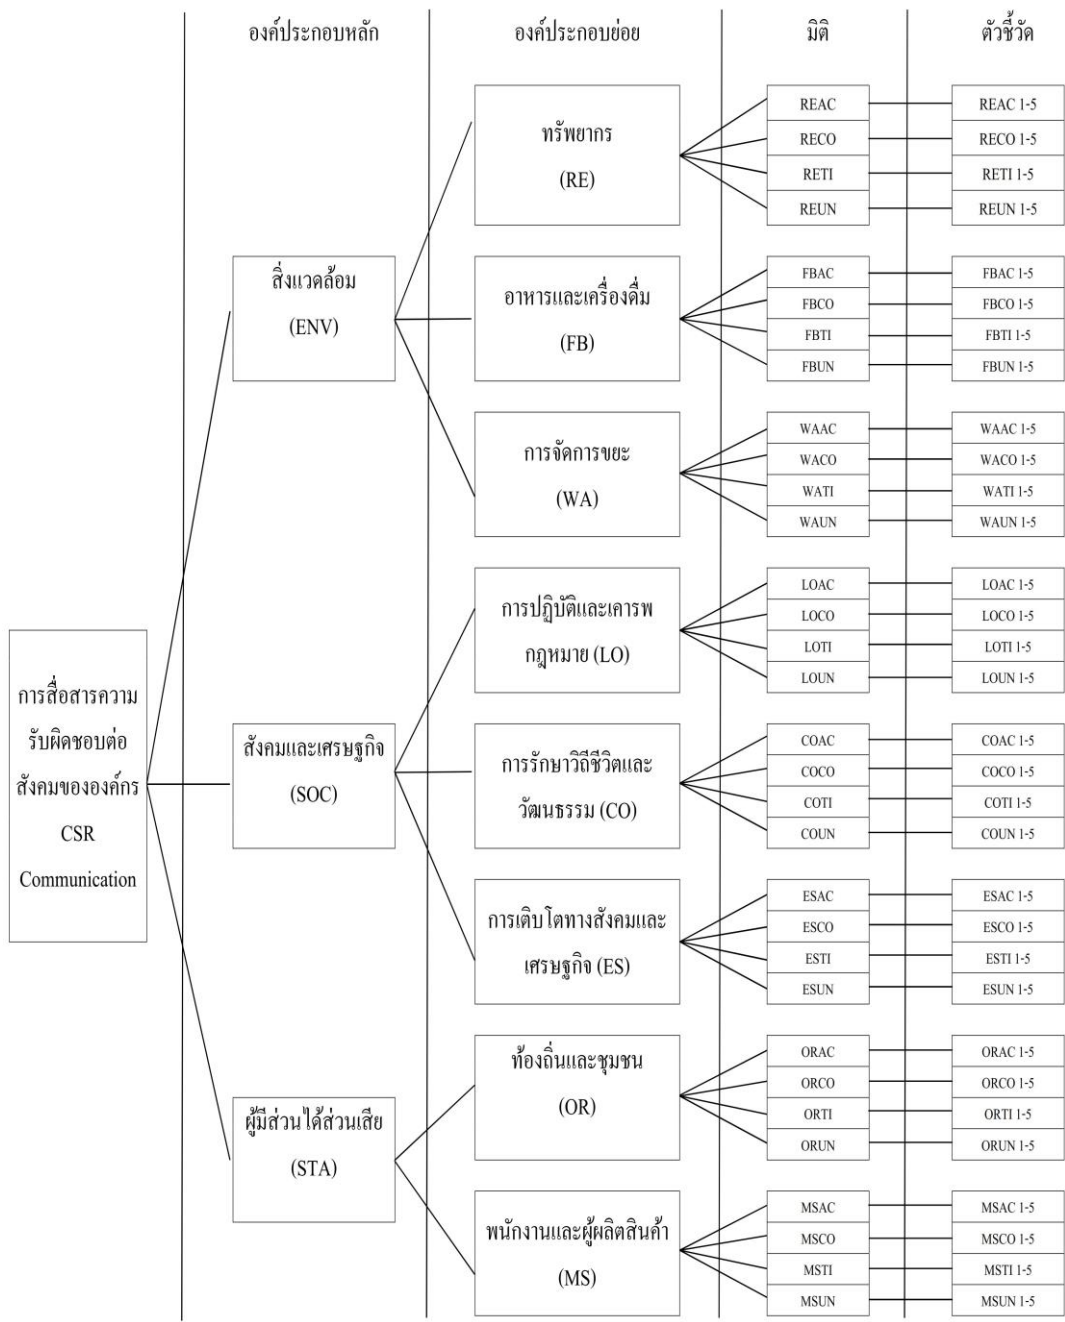 องค์ประกอบหลัก
องค์ประกอบย่อย
มิติ
ตัวชี้วัด
การสื่อสารความ
รับผิดชอบต่อ
สังคมขององค์กร
CSR
Communication
สิ่งแวดล้อม
(ENV)
ทรัพยากร
(RE)
REAC
REAC 1-5
RECO
RECO 1-5
RETI
RETI 1-5
REUN
REUN 1-5
อาหารและเครื่องดื่ม
(FB)
FBAC
FBAC 1-5
FBCO
FBCO 1-5
FBTI
FBTI 1-5
FBUN
FBUN 1-5
การจัดการขยะ
(WA)
WAAC
WAAC 1-5
WACO
WACO 1-5
WATI
WATI 1-5
WAUN
WAUN 1-5
สังคมและเศรษฐกิจ
(SOC)
การปฏิบัติและเคารพ
กฎหมาย (LO)
LOAC
LOAC 1-5
LOCO
LOCO 1-5
LOTI
LOTI 1-5
LOUN
LOUN 1-5
การรักษาวิถีชีวิตและ
วัฒนธรรม (CO)
COAC
COAC 1-5
COCO
COCO 1-5
COTI
COTI 1-5
COUN
COUN 1-5
การเติบโตทางสังคมและ
เศรษฐกิจ (ES)
ESAC
ESAC 1-5
ESCO
ESCO 1-5
ESTI
ESTI 1-5
ESUN
ESUN 1-5
ผู้มีส่วนได้ส่วนเสีย
(STA)
ท้องถิ่นและชุมชน
(OR)
ORAC
ORAC 1-5
ORCO
ORCO 1-5
ORTI
ORTI 1-5
ORUN
ORUN 1-5
พนักงานและผู้ผลิตสินค้า
(MS)
MSAC
MSAC 1-5
MSCO
MSCO 1-5
MSTI
MSTI 1-5
MSUN
MSUN 1-5